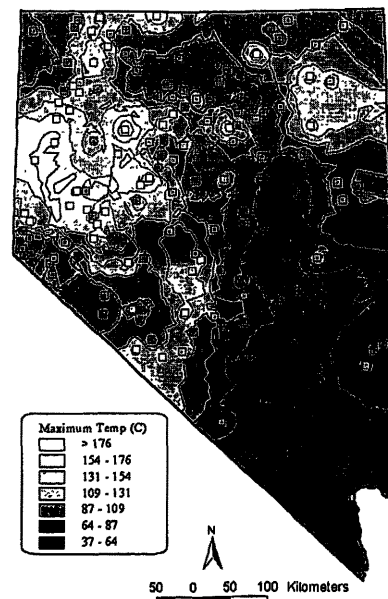 Maximum Temp (C)
> 176
154 - 176
131 - 154
109 - 131
87 - 109
64 - 87
37 - 64
N
50 0 50 100 Kilometers